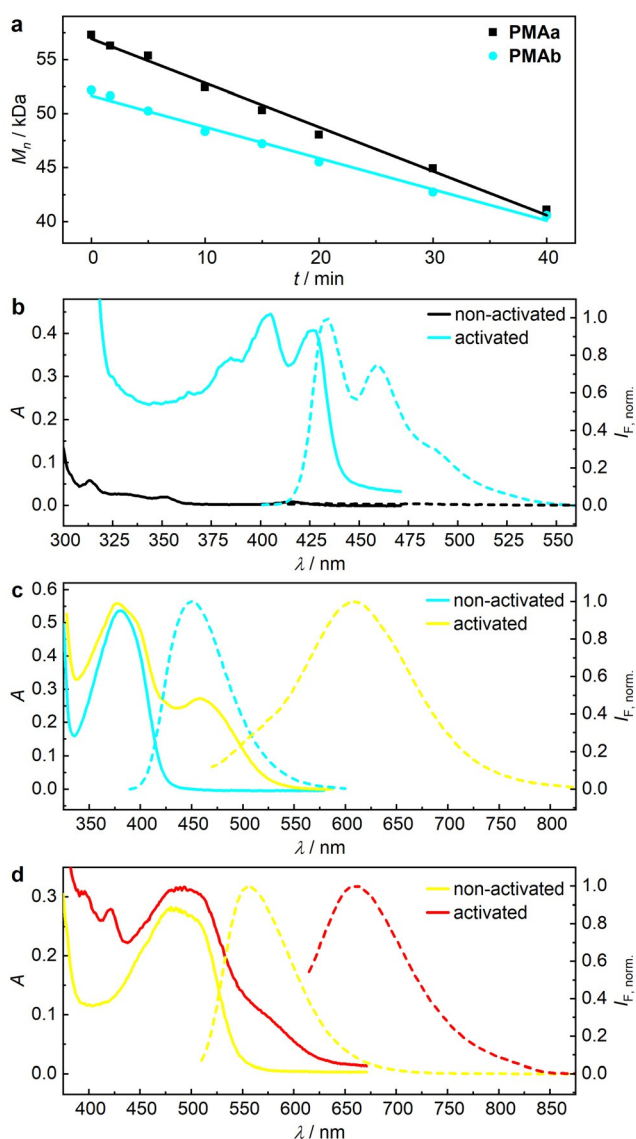 a
PMAa
PMAb
55
50
45
40
Mn / kDa
0 10 20 30 40
t / min
b
non-activated
activated
0.4
0.3
0.2
0.1
0.0
A
1.0
0.8
0.6
0.4
0.2
0.0
IF, norm.
300 325 350 375 400 425 450 475 500 525 550
λ / nm
c
non-activated
activated
0.6
0.5
0.4
0.3
0.2
0.1
0.0
A
1.0
0.8
0.6
0.4
0.2
0.0
IF, norm.
350 400 450 500 550 600 650 700 750 800
λ / nm
d
non-activated
activated
0.3
0.2
0.1
0.0
A
1.0
0.8
0.6
0.4
0.2
0.0
IF, norm.
400 450 500 550 600 650 700 750 800 850
λ / nm